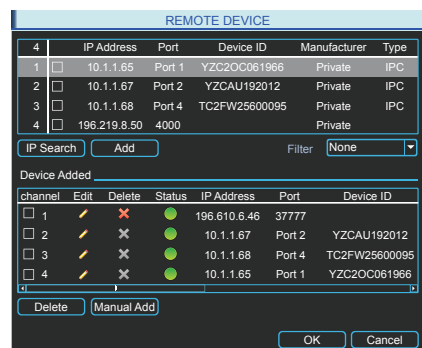 REMOTE DEVICE
4 IP Address Port Device ID Manufacturer Type
1 10.1.1.65 Port 1 YZC2OC061966 Private IPC
2 10.1.1.67 Port 2 YZCAU192012 Private IPC
3 10.1.1.68 Port 4 TC2FW25600095 Private IPC
4 196.219.8.50 4000 Private
IP Search Add Filter None
Device Added
channel Edit Delete Status IP Address Port Device ID
1 196.610.6.46 37777
2 10.1.1.67 Port 2 YZCAU192012
3 10.1.1.68 Port 4 TC2FW25600095
4 10.1.1.65 Port 1 YZC2OC061966
Delete Manual Add
OK Cancel